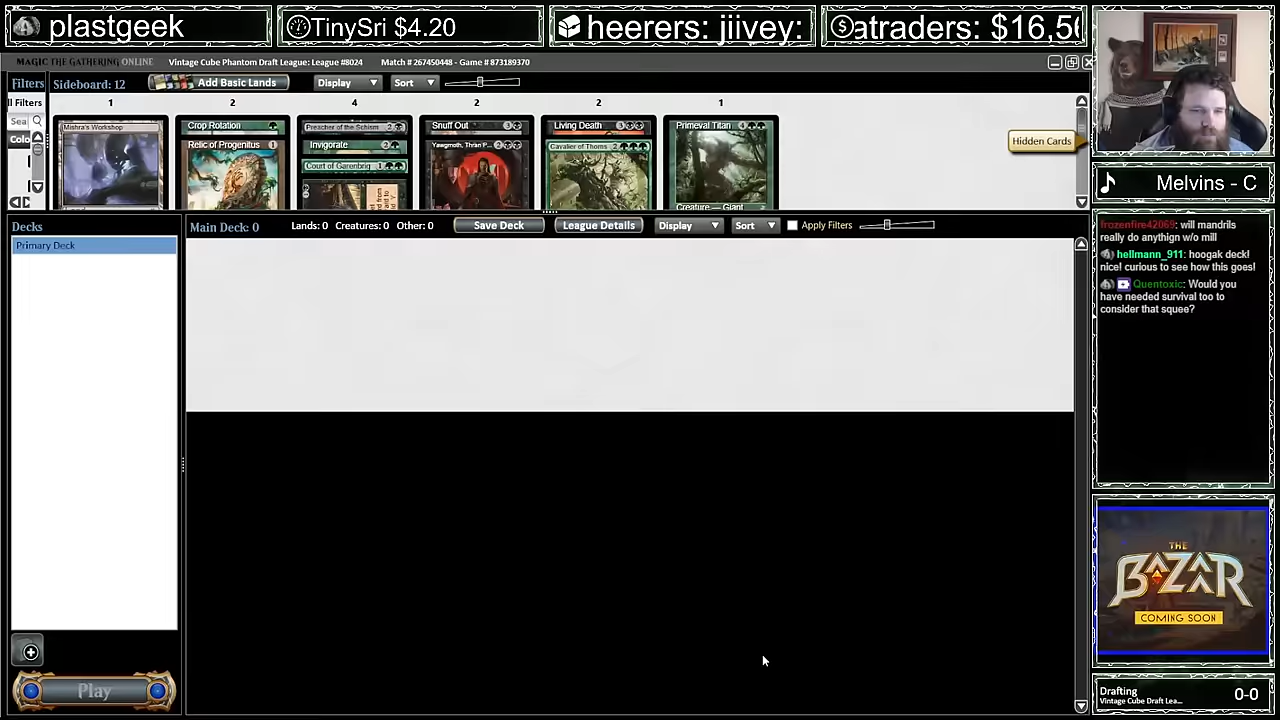 plastgeek
TinySri $4.20
heerers: jiivey:
atraders: $16,50
MAGIC THE GATHERING ONLINE
Vintage Cube Phantom Draft League: League #8024
Match # 267450448 - Game # 873189370
Filters
Sideboard: 12
Add Basic Lands
Display
Sort
ll Filters
1
2
4
2
2
1
Sea
Colo
Mishra's Workshop
Crop Rotation
Relic of Progenitus
Preacher of the Schism
Invigorate
Court of Garenbrig
Snuff Out
Yawgmoth, Thran P...
Living Death
Cavalier of Thorns
Primeval Titan
Creature — Giant
Hidden Cards
Decks
Primary Deck
Main Deck: 0
Lands: 0 Creatures: 0 Other: 0
Save Deck
League Details
Display
Sort
Apply Filters
Play
Melvins - C
frozenfire42069: will mandrils
really do anythign w/o mill
hellmann_911: hoogak deck!
nice! curious to see how this goes!
Quentoxic: Would you
have needed survival too to
consider that squee?
THE
BAZAAR
COMING SOON
Drafting
Vintage Cube Draft Lea...
0-0